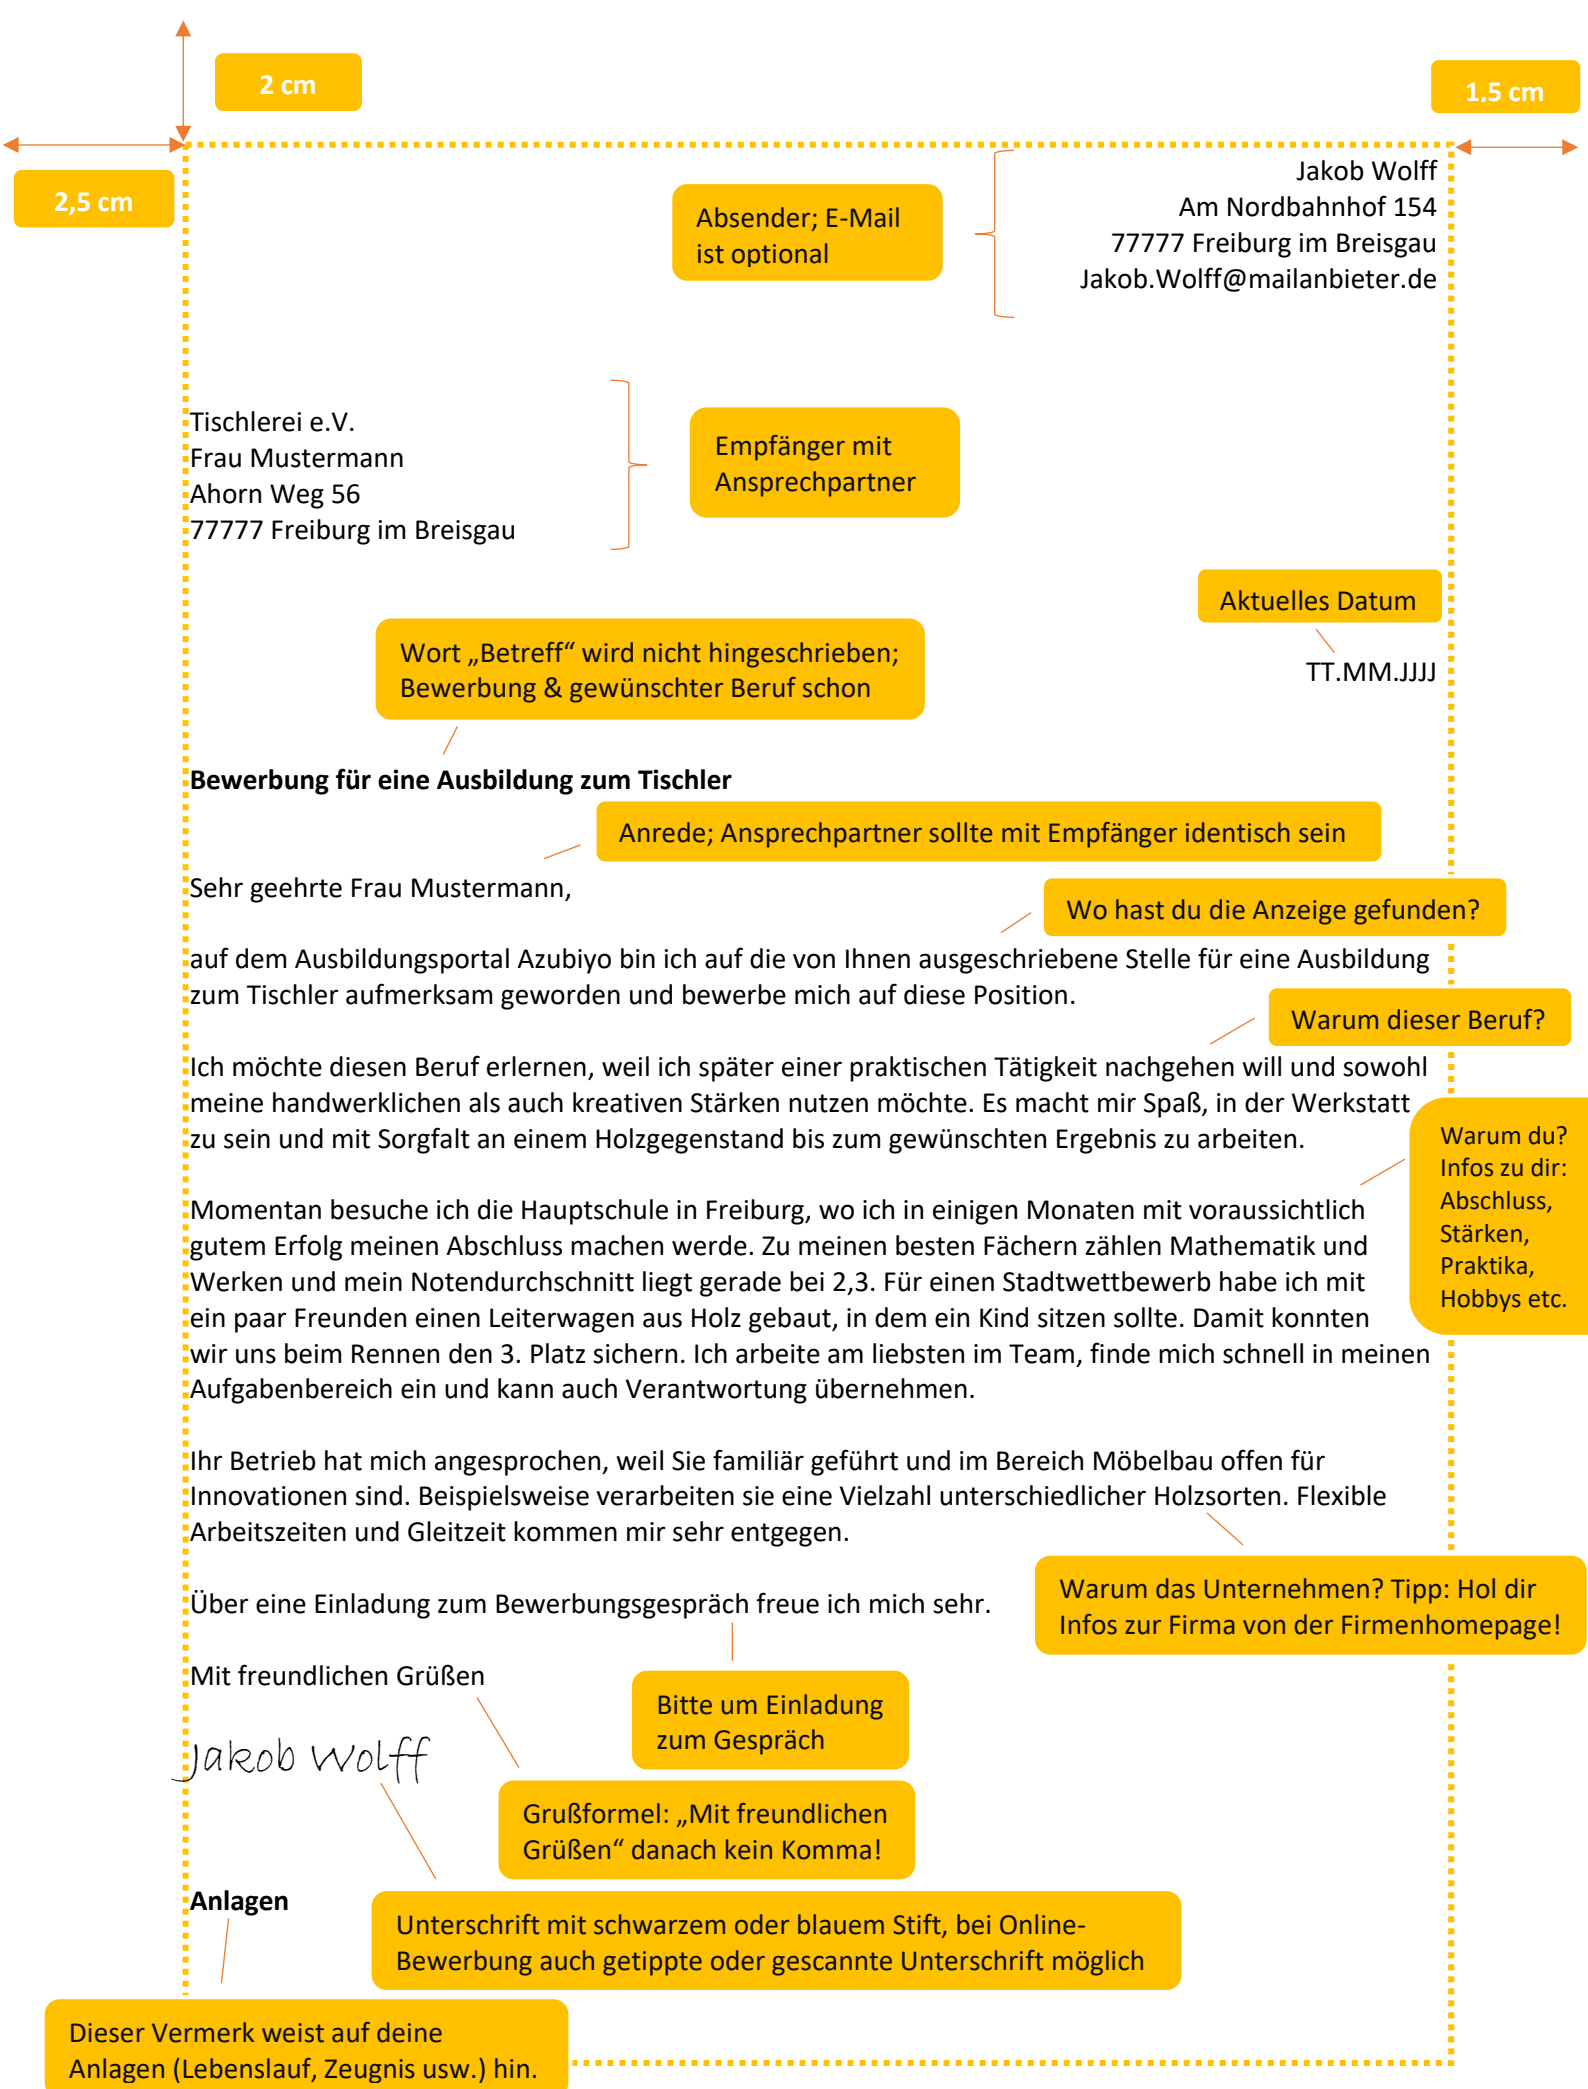 2 cm
1,5 cm
2,5 cm
Absender; E-Mail
ist optional
Jakob Wolff
Am Nordbahnhof 154
77777 Freiburg im Breisgau
Jakob.Wolff@mailanbieter.de
Tischlerei e.V.
Frau Mustermann
Ahorn Weg 56
77777 Freiburg im Breisgau
Empfänger mit
Ansprechpartner
Aktuelles Datum
TT.MM.JJJJ
Wort „Betreff“ wird nicht hingeschrieben;
Bewerbung & gewünschter Beruf schon
Bewerbung für eine Ausbildung zum Tischler
Anrede; Ansprechpartner sollte mit Empfänger identisch sein
Sehr geehrte Frau Mustermann,
Wo hast du die Anzeige gefunden?
auf dem Ausbildungsportal Azubiyo bin ich auf die von Ihnen ausgeschriebene Stelle für eine Ausbildung
zum Tischler aufmerksam geworden und bewerbe mich auf diese Position.
Warum dieser Beruf?
Ich möchte diesen Beruf erlernen, weil ich später einer praktischen Tätigkeit nachgehen will und sowohl
meine handwerklichen als auch kreativen Stärken nutzen möchte. Es macht mir Spaß, in der Werkstatt
zu sein und mit Sorgfalt an einem Holzgegenstand bis zum gewünschten Ergebnis zu arbeiten.
Warum du?
Infos zu dir:
Abschluss,
Stärken,
Praktika,
Hobbys etc.
Momentan besuche ich die Hauptschule in Freiburg, wo ich in einigen Monaten mit voraussichtlich
gutem Erfolg meinen Abschluss machen werde. Zu meinen besten Fächern zählen Mathematik und
Werken und mein Notendurchschnitt liegt gerade bei 2,3. Für einen Stadtwettbewerb habe ich mit
ein paar Freunden einen Leiterwagen aus Holz gebaut, in dem ein Kind sitzen sollte. Damit konnten
wir uns beim Rennen den 3. Platz sichern. Ich arbeite am liebsten im Team, finde mich schnell in meinen
Aufgabenbereich ein und kann auch Verantwortung übernehmen.
Ihr Betrieb hat mich angesprochen, weil Sie familiär geführt und im Bereich Möbelbau offen für
Innovationen sind. Beispielsweise verarbeiten sie eine Vielzahl unterschiedlicher Holzsorten. Flexible
Arbeitszeiten und Gleitzeit kommen mir sehr entgegen.
Warum das Unternehmen? Tipp: Hol dir
Infos zur Firma von der Firmenhomepage!
Über eine Einladung zum Bewerbungsgespräch freue ich mich sehr.
Mit freundlichen Grüßen
Bitte um Einladung
zum Gespräch
Jakob Wolff
Grußformel: „Mit freundlichen
Grüßen“ danach kein Komma!
Anlagen
Unterschrift mit schwarzem oder blauem Stift, bei Online-
Bewerbung auch getippte oder gescannte Unterschrift möglich
Dieser Vermerk weist auf deine
Anlagen (Lebenslauf, Zeugnis usw.) hin.